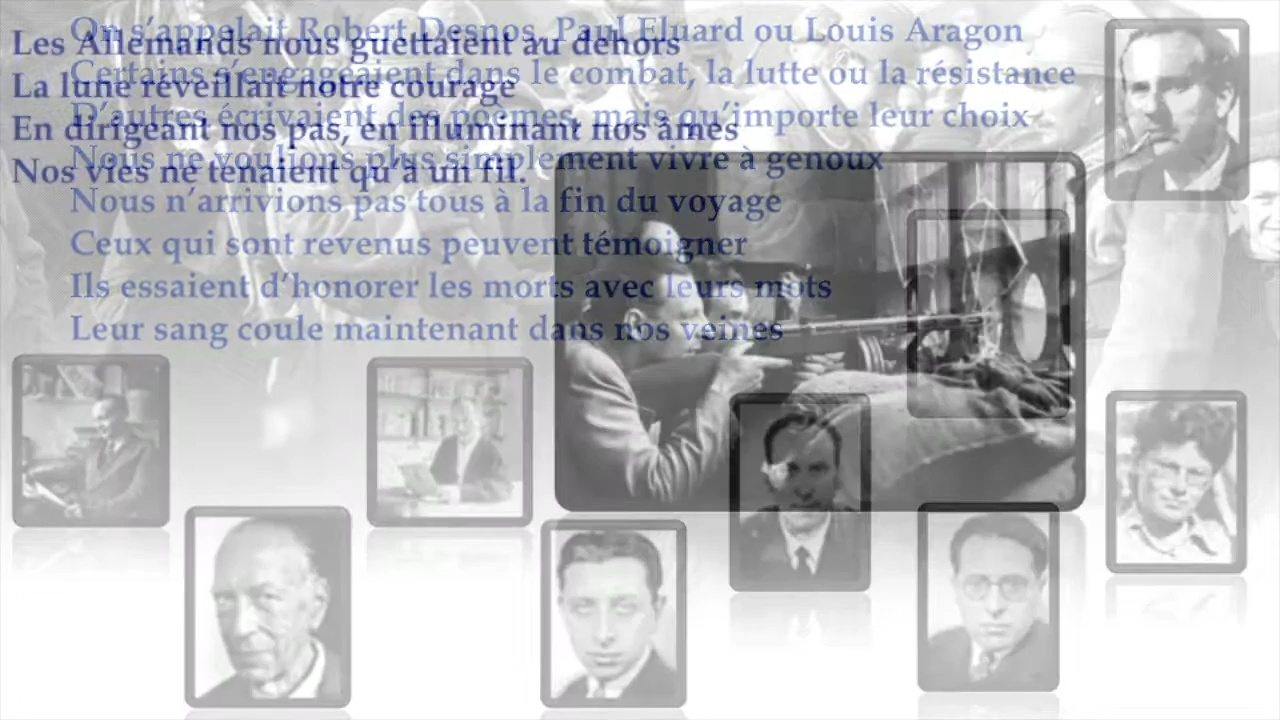 On s'appelait Robert Desnos, Paul Eluard ou Louis Aragon
Certains s'engageaient dans le combat, la lutte ou la résistance
D'autres écrivaient des poèmes, mais qu'importe leur choix
Nous ne voulions plus simplement vivre à genoux
Nous n'arrivions pas tous à la fin du voyage
Ceux qui sont revenus peuvent témoigner
Ils essaient d'honorer les morts avec leurs mots
Leur sang coule maintenant dans nos veines
Les Allemands nous guettaient au dehors
La lune réveillait notre courage
En dirigeant nos pas, en illuminant nos âmes
Nos vies ne tenaient qu'à un fil.